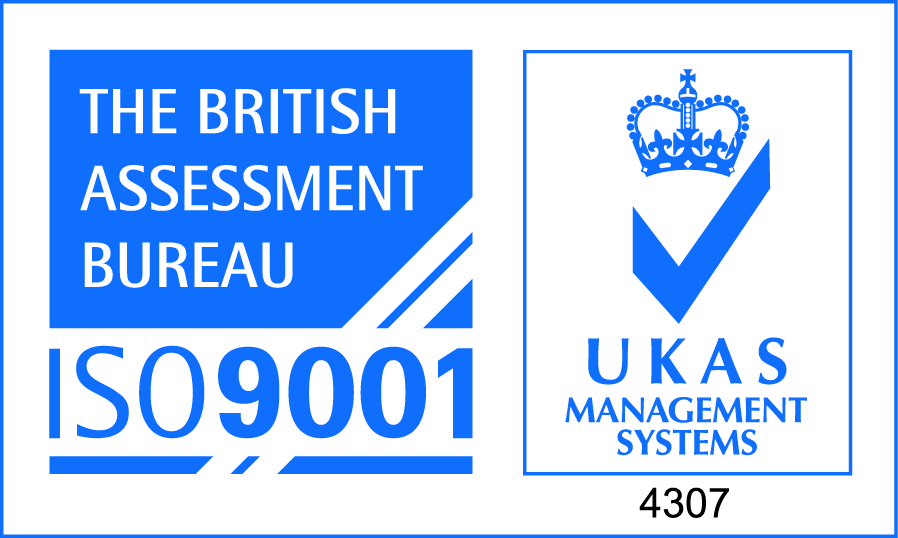 THE BRITISH
ASSESSMENT
BUREAU
ISO9001
UKAS
MANAGEMENT
SYSTEMS
4307